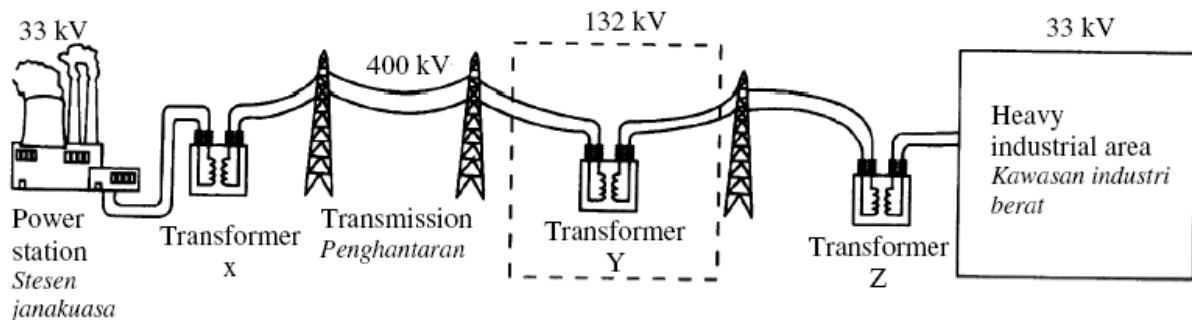 33 kV
400 kV
132 kV
33 kV
Power
station
Stesen
janakuasa
Transformer
x
Transmission
Penghantaran
Transformer
Y
Transformer
Z
Heavy
industrial area
Kawasan industri
berat